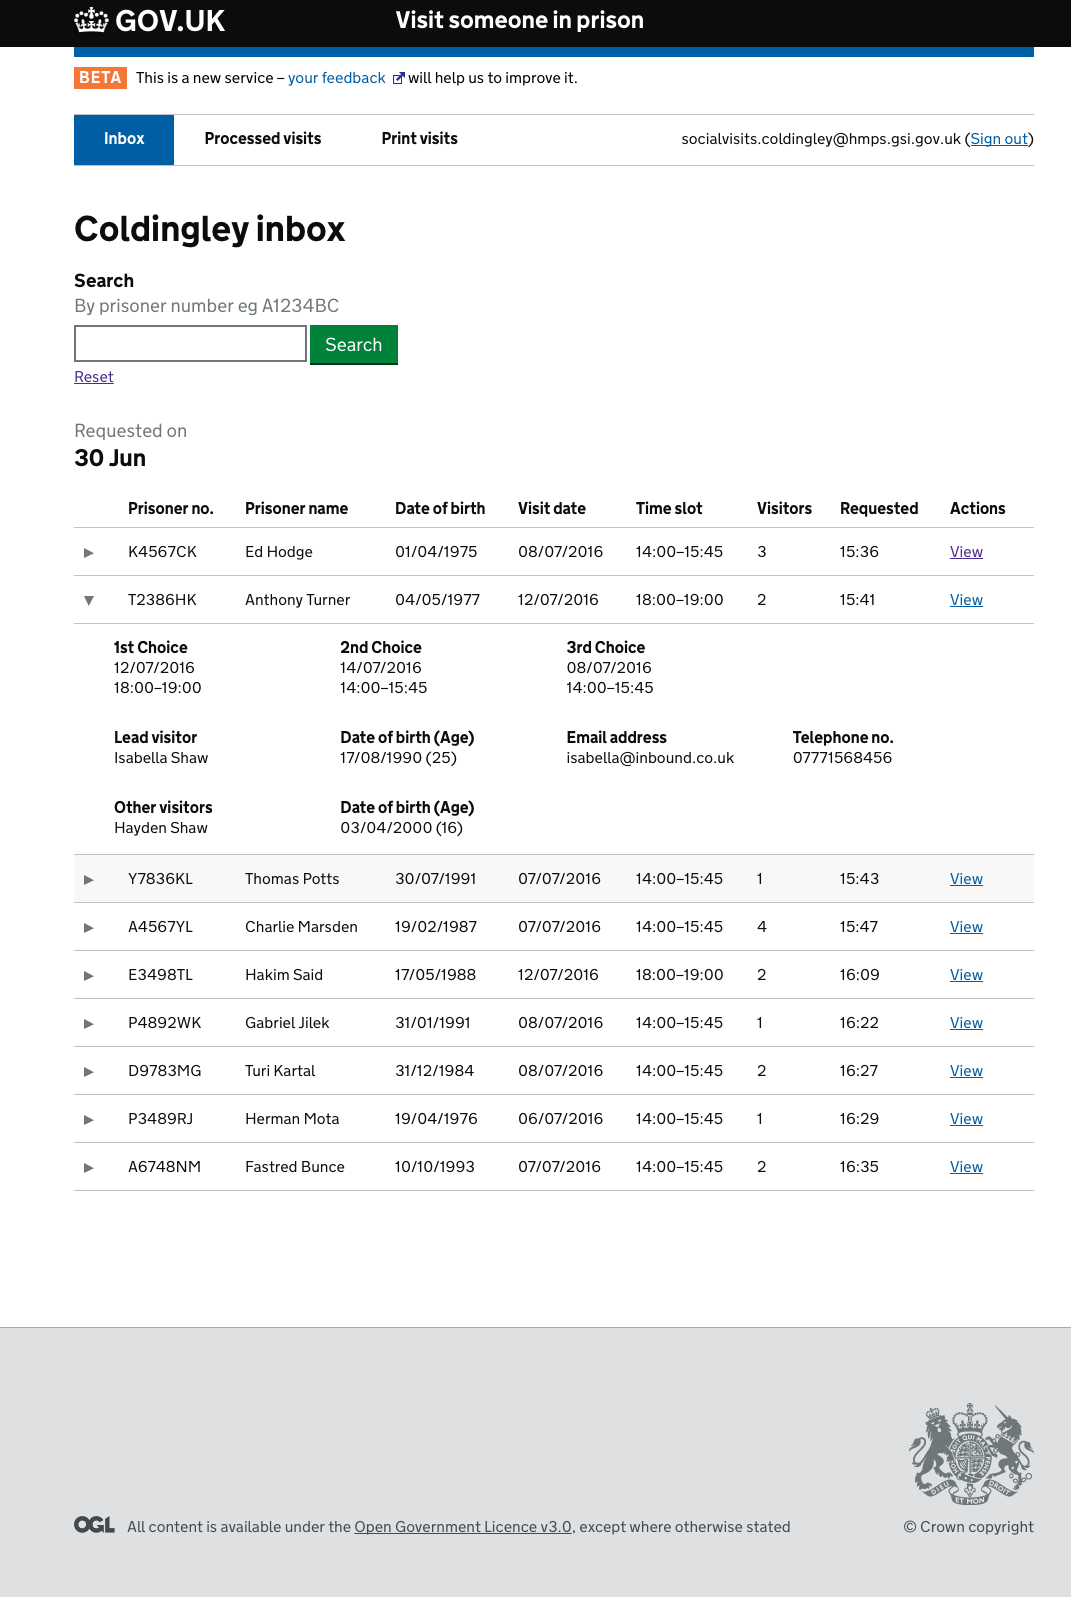 GOV.UK Visit someone in prison
BETA This is a new service – your feedback will help us to improve it.
Inbox Processed visits Print visits socialvisits.coldingley@hmps.gsi.gov.uk (Sign out)
Coldingley inbox
Search
By prisoner number eg A1234BC
Search
Reset
Requested on
30 Jun
Prisoner no. Prisoner name Date of birth Visit date Time slot Visitors Requested Actions
K4567CK Ed Hodge 01/04/1975 08/07/2016 14:00–15:45 3 15:36 View
T2386HK Anthony Turner 04/05/1977 12/07/2016 18:00–19:00 2 15:41 View
1st Choice 2nd Choice 3rd Choice
12/07/2016 14/07/2016 08/07/2016
18:00–19:00 14:00–15:45 14:00–15:45
Lead visitor Date of birth (Age) Email address Telephone no.
Isabella Shaw 17/08/1990 (25) isabella@inbound.co.uk 07771568456
Other visitors Date of birth (Age)
Hayden Shaw 03/04/2000 (16)
Y7836KL Thomas Potts 30/07/1991 07/07/2016 14:00–15:45 1 15:43 View
A4567YL Charlie Marsden 19/02/1987 07/07/2016 14:00–15:45 4 15:47 View
E3498TL Hakim Said 17/05/1988 12/07/2016 18:00–19:00 2 16:09 View
P4892WK Gabriel Jilek 31/01/1991 08/07/2016 14:00–15:45 1 16:22 View
D9783MG Turi Kartal 31/12/1984 08/07/2016 14:00–15:45 2 16:27 View
P3489RJ Herman Mota 19/04/1976 06/07/2016 14:00–15:45 1 16:29 View
A6748NM Fastred Bunce 10/10/1993 07/07/2016 14:00–15:45 2 16:35 View
OGL All content is available under the Open Government Licence v3.0, except where otherwise stated © Crown copyright